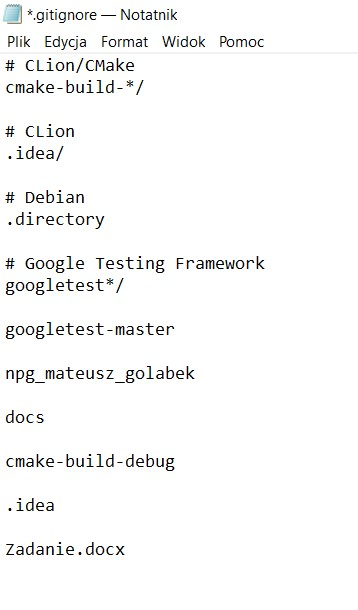 *.gitignore — Notatnik
Plik Edycja Format Widok Pomoc
# CLion/CMake
cmake-build-*/
# CLion
.idea/
# Debian
.directory
# Google Testing Framework
googletest*/
googletest-master
npg_mateusz_golabek
docs
cmake-build-debug
.idea
Zadanie.docx